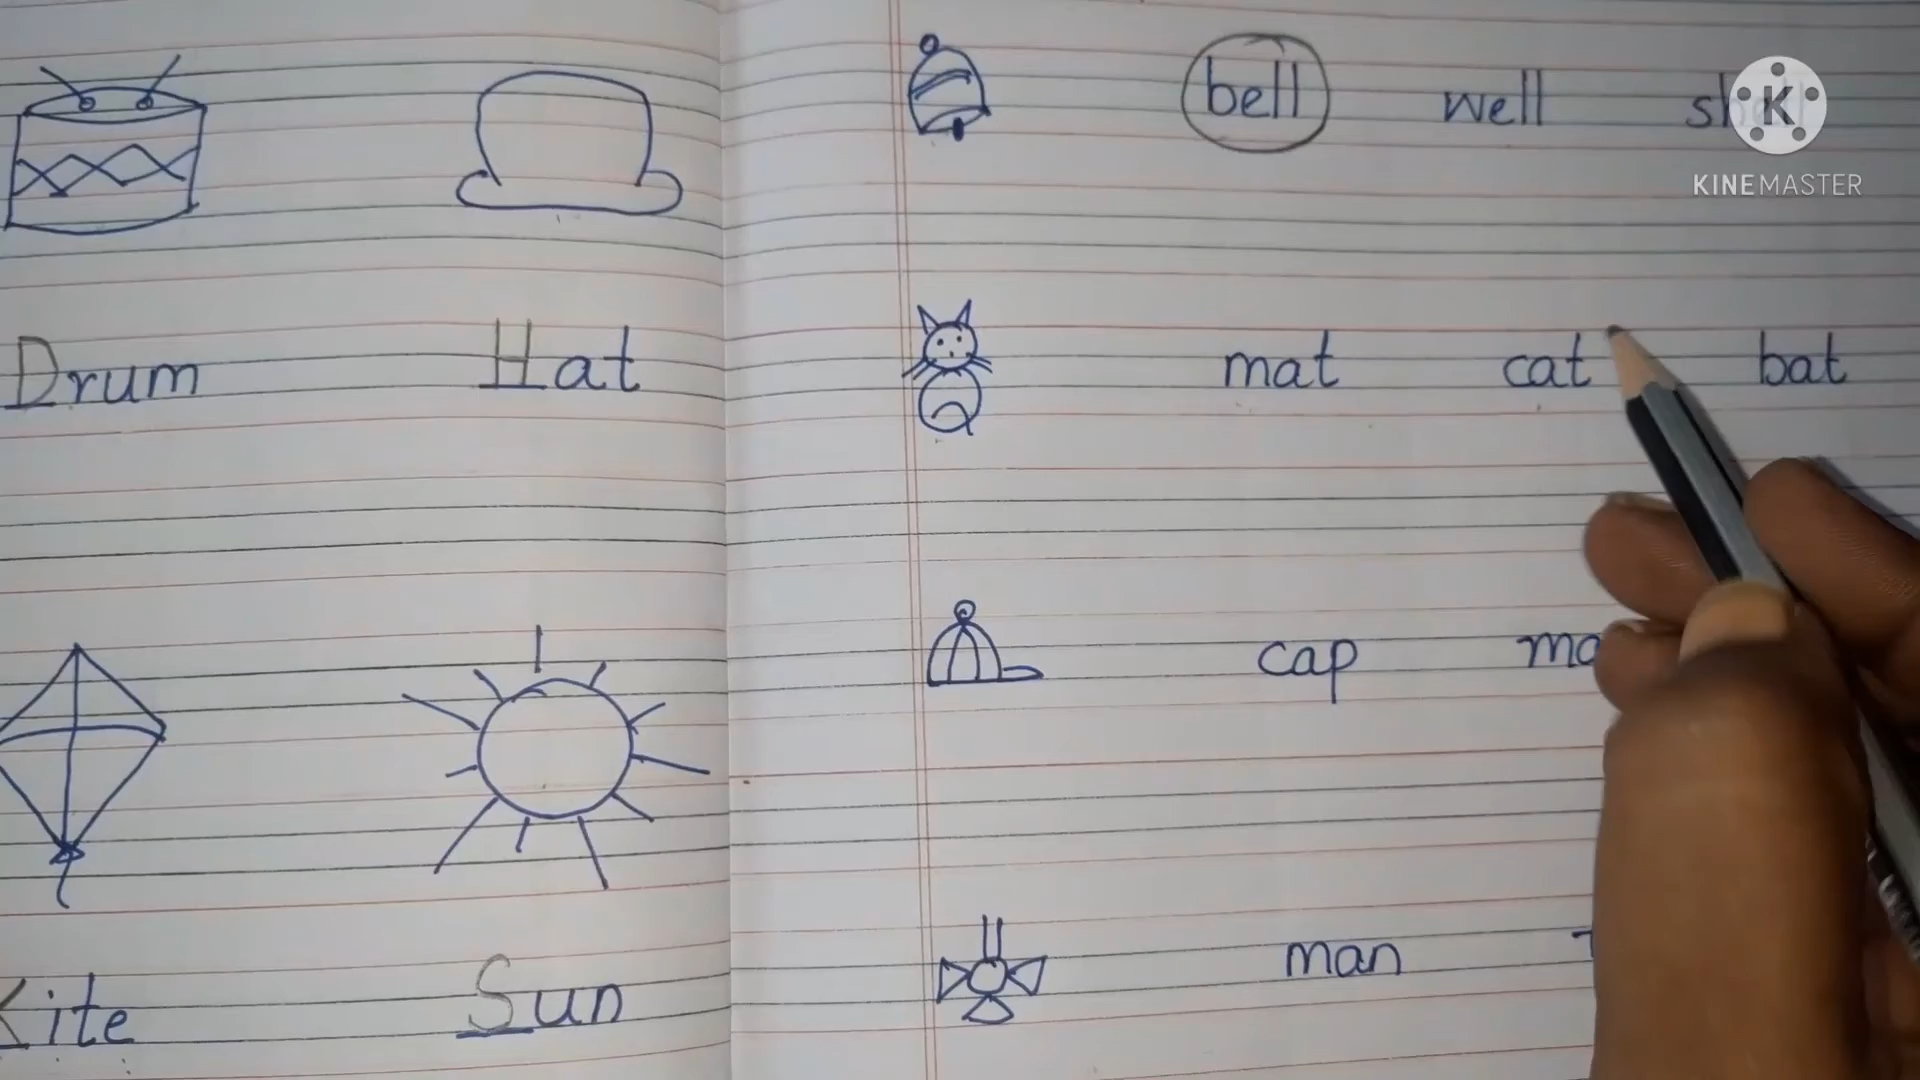 Drum Hat
Kite Sun
bell well
KINEMASTER
mat cat bat
cap
man